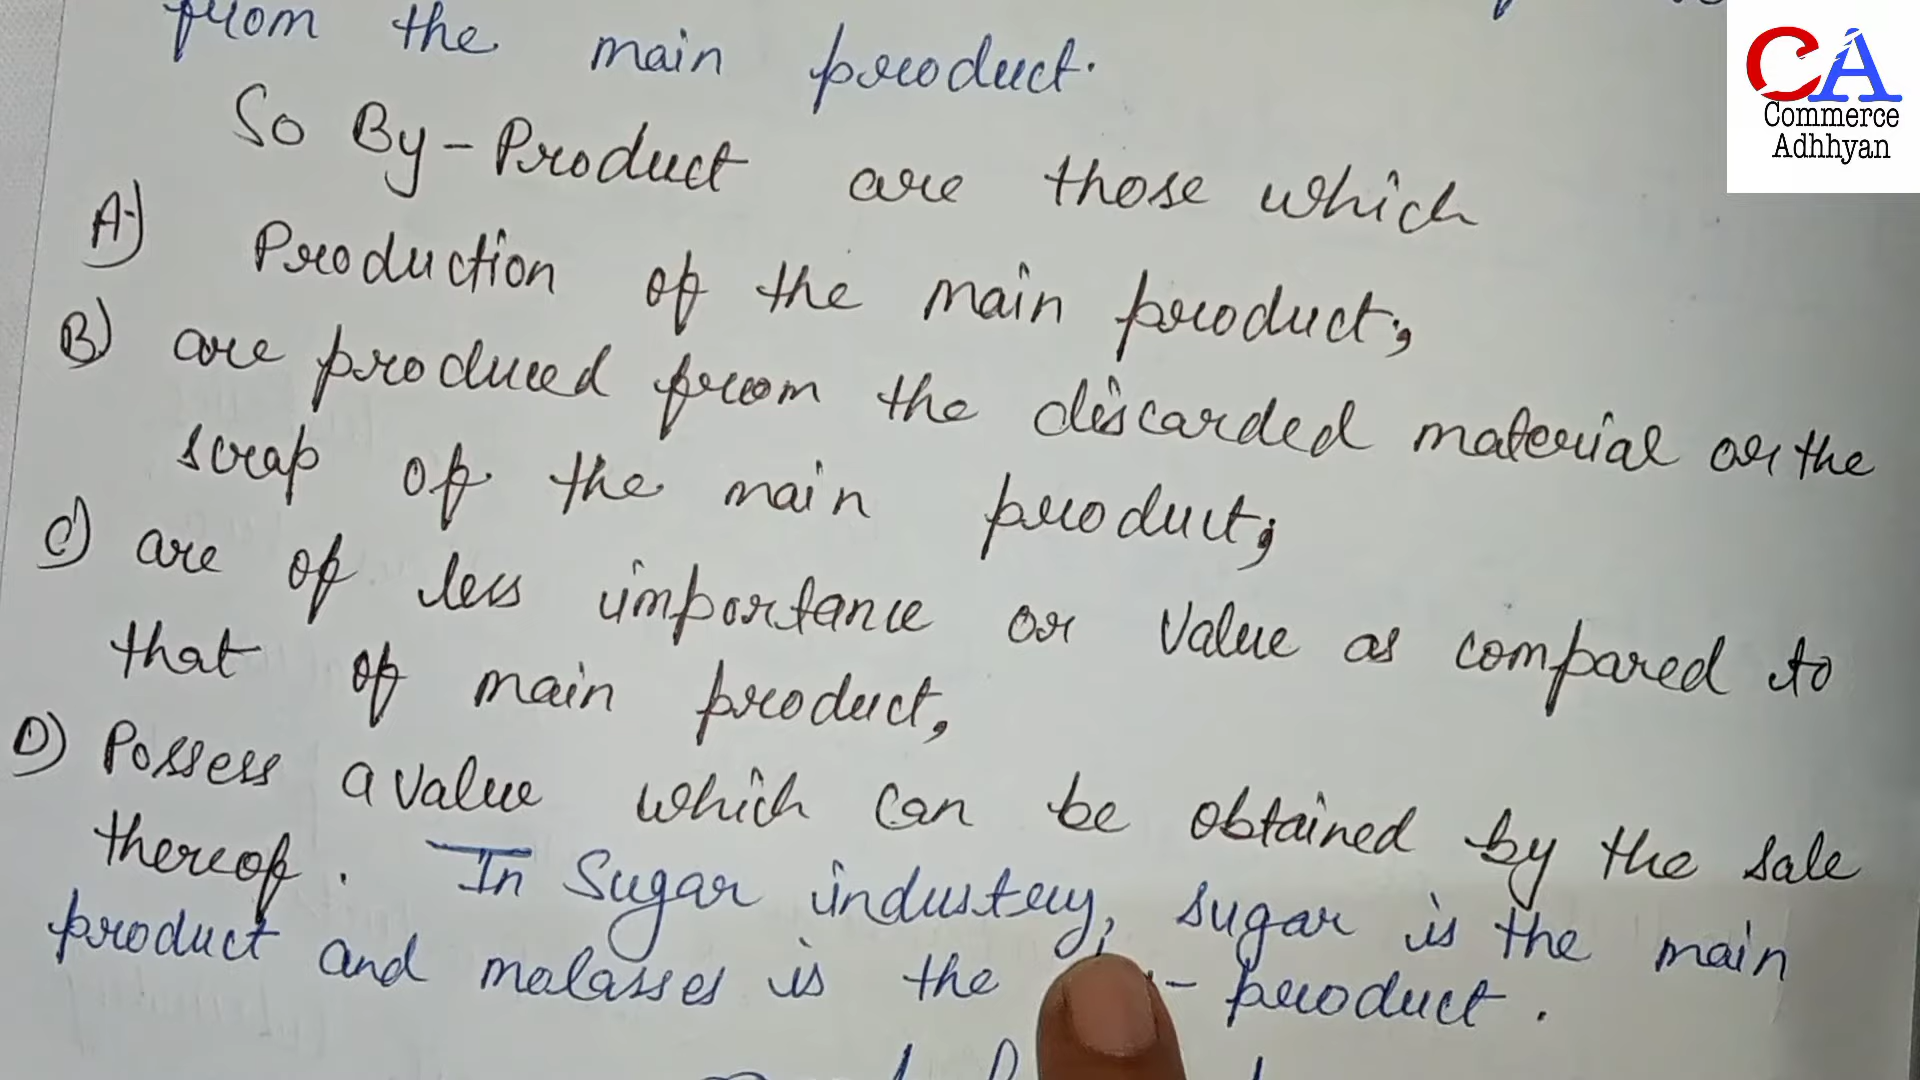 from the main product.
So By-Product are those which
A) Production of the main product;
B) are produced from the discarded material or the
scrap of the main product;
C) are of less importance or value as compared to
that of main product,
D) Possess a value which can be obtained by the sale
thereof. In Sugar industry, sugar is the main
product and molasses is the - product.
CA
Commerce
Adhhyan